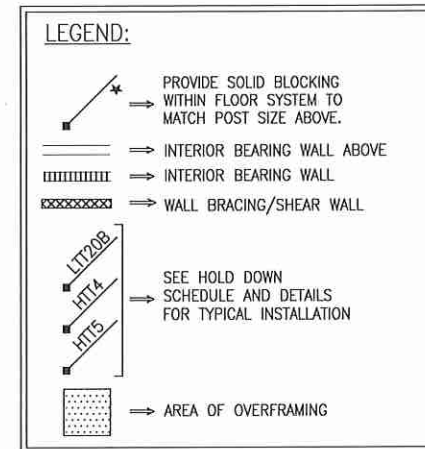 LEGEND:
PROVIDE SOLID BLOCKING
WITHIN FLOOR SYSTEM TO
MATCH POST SIZE ABOVE.
INTERIOR BEARING WALL ABOVE
INTERIOR BEARING WALL
WALL BRACING/SHEAR WALL
LTT20B
HTT4
HTT5
SEE HOLD DOWN
SCHEDULE AND DETAILS
FOR TYPICAL INSTALLATION
AREA OF OVERFRAMING